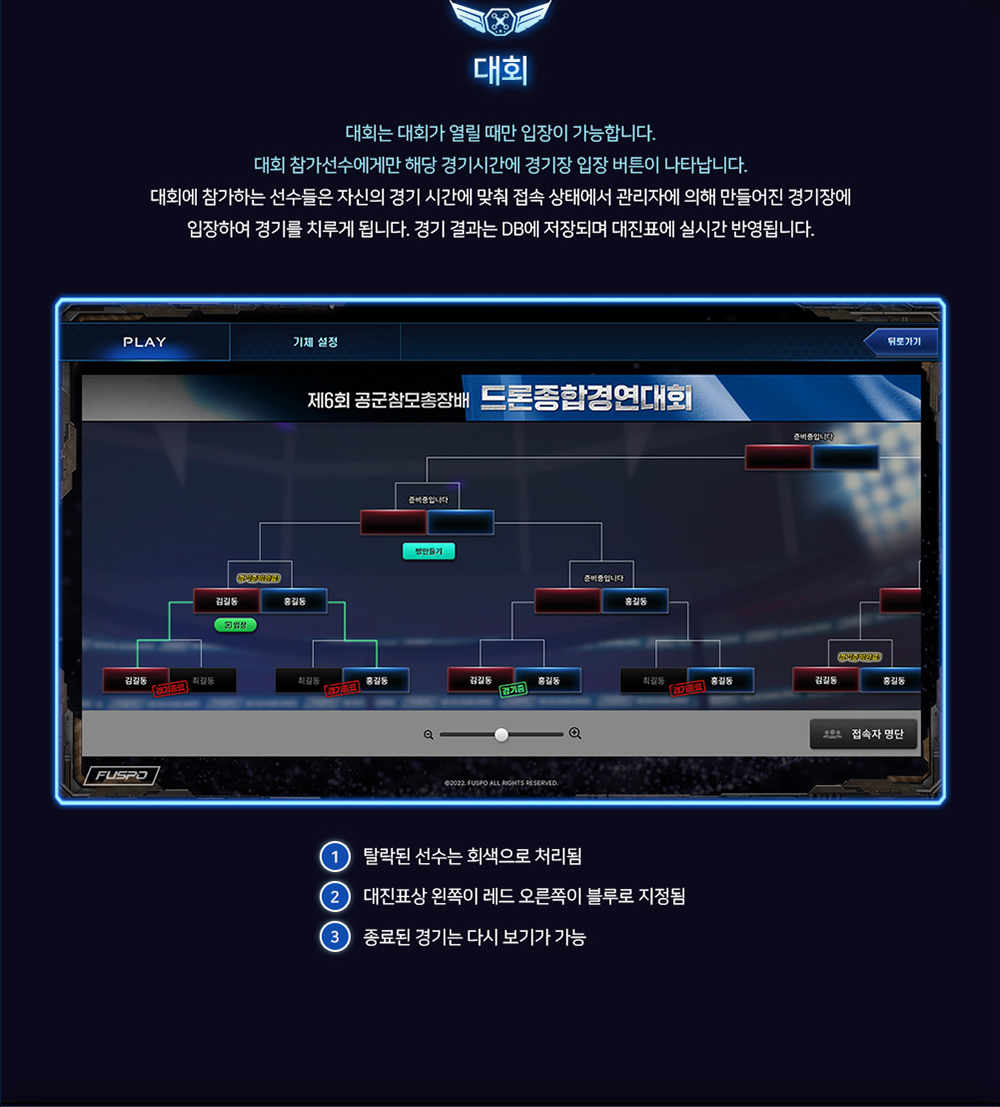 대회
대회는 대회가 열릴 때만 입장이 가능합니다.
대회 참가선수에게만 해당 경기시간에 경기장 입장 버튼이 나타납니다.
대회에 참가하는 선수들은 자신의 경기 시간에 맞춰 접속 상태에서 관리자에 의해 만들어진 경기장에
입장하여 경기를 치루게 됩니다. 경기 결과는 DB에 저장되며 대진표에 실시간 반영됩니다.
PLAY
기체 설정
뒤로가기
제6회 공군참모총장배 드론종합경연대회
준비중입니다
준비중입니다
방만들기
준비중입니다
김길동 홍길동
홍길동
입장
김길동 최길동
경기종료
최길동 홍길동
경기종료
김길동 홍길동
경기중
최길동 홍길동
경기종료
김길동 홍길동
접속자 명단
FUSPO
©2022. FUSPO ALL RIGHTS RESERVED.
1 탈락된 선수는 회색으로 처리됨
2 대진표상 왼쪽이 레드 오른쪽이 블루로 지정됨
3 종료된 경기는 다시 보기가 가능